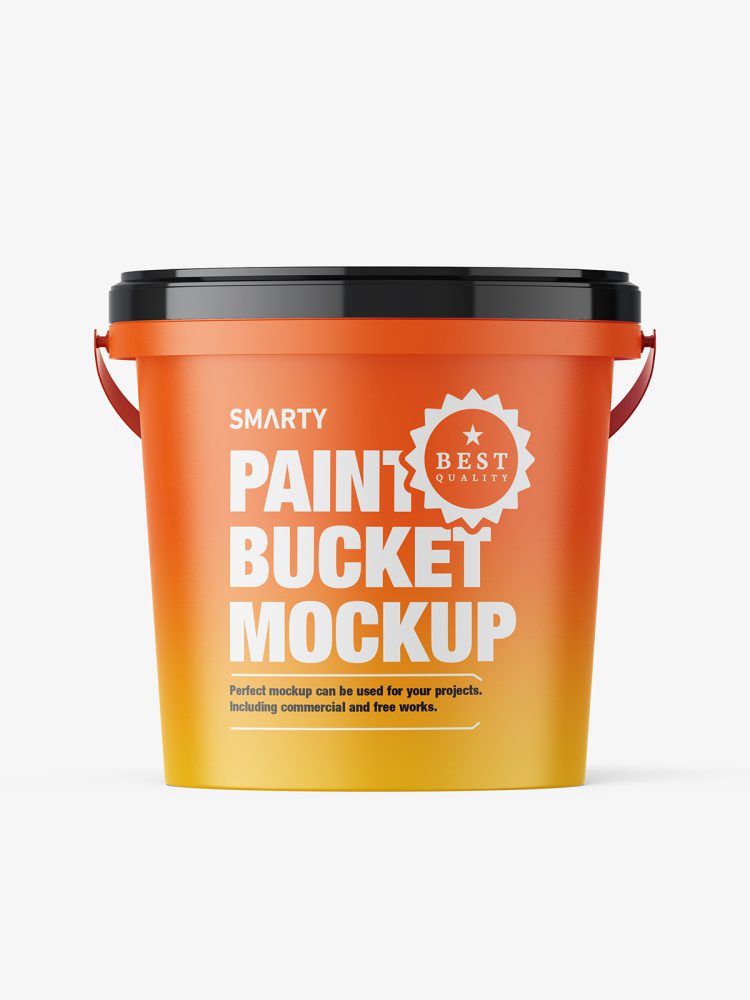 SMARTY
PAINT
BEST
QUALITY
BUCKET
MOCKUP
Perfect mockup can be used for your projects.
Including commercial and free works.